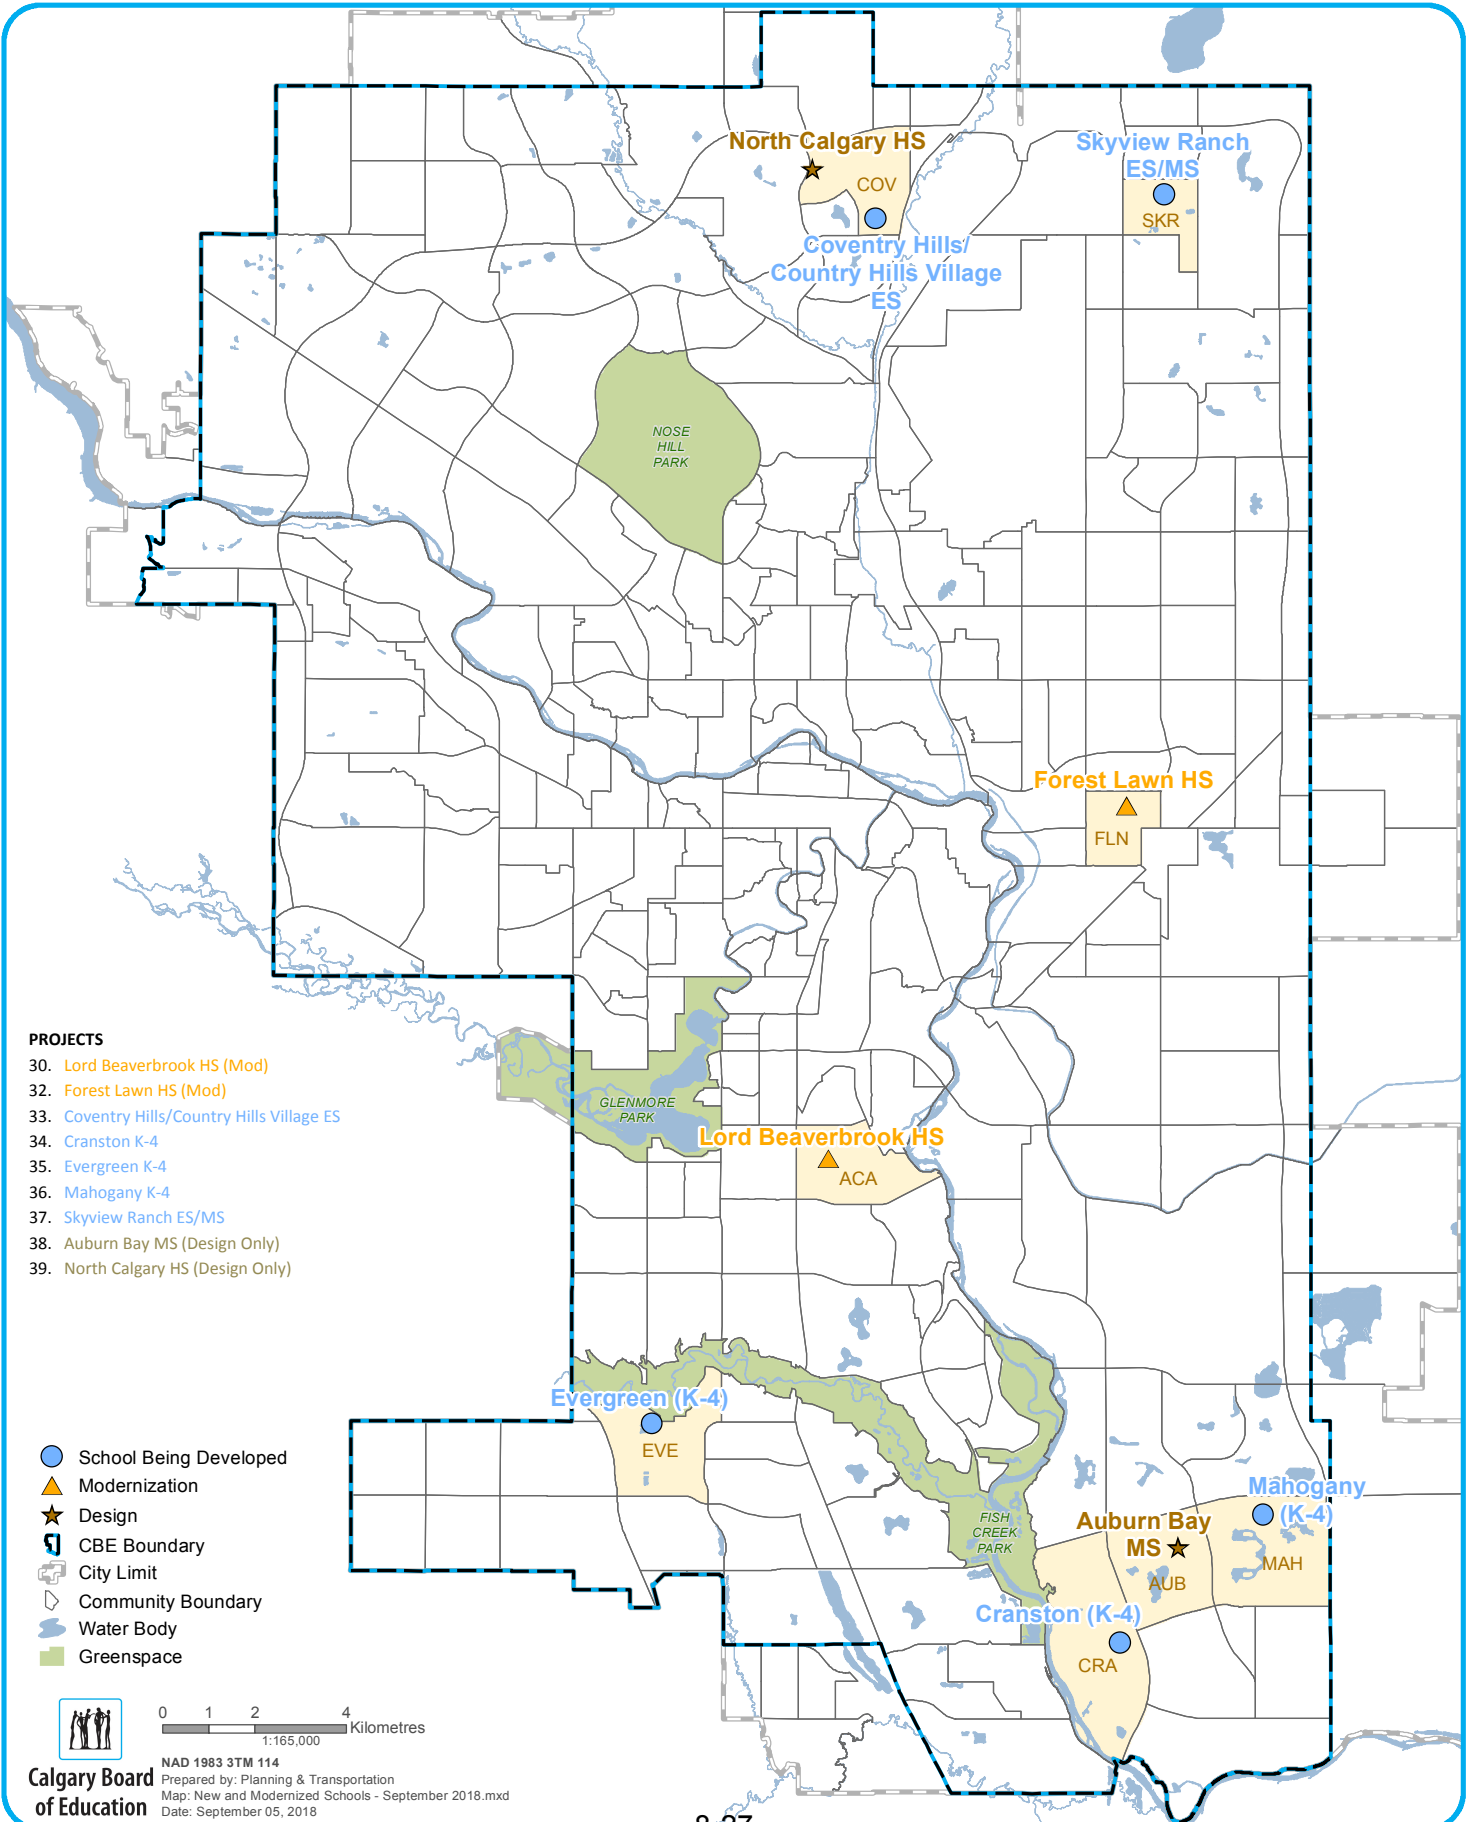 North Calgary HS
COV
Skyview Ranch
ES/MS
SKR
Coventry Hills/
Country Hills Village
ES
NOSE
HILL
PARK
Forest Lawn HS
FLN
PROJECTS
30. Lord Beaverbrook HS (Mod)
32. Forest Lawn HS (Mod)
33. Coventry Hills/Country Hills Village ES
34. Cranston K-4
35. Evergreen K-4
36. Mahogany K-4
37. Skyview Ranch ES/MS
38. Auburn Bay MS (Design Only)
39. North Calgary HS (Design Only)
GLENMORE
PARK
Lord Beaverbrook HS
ACA
Evergreen (K-4)
EVE
Mahogany
(K-4)
MAH
Auburn Bay
MS
AUB
FISH
CREEK
PARK
Cranston (K-4)
CRA
School Being Developed
Modernization
Design
CBE Boundary
City Limit
Community Boundary
Water Body
Greenspace
0 1 2 4
Kilometres
1:165,000
Calgary Board
of Education
NAD 1983 3TM 114
Prepared by: Planning & Transportation
Map: New and Modernized Schools - September 2018.mxd
Date: September 05, 2018